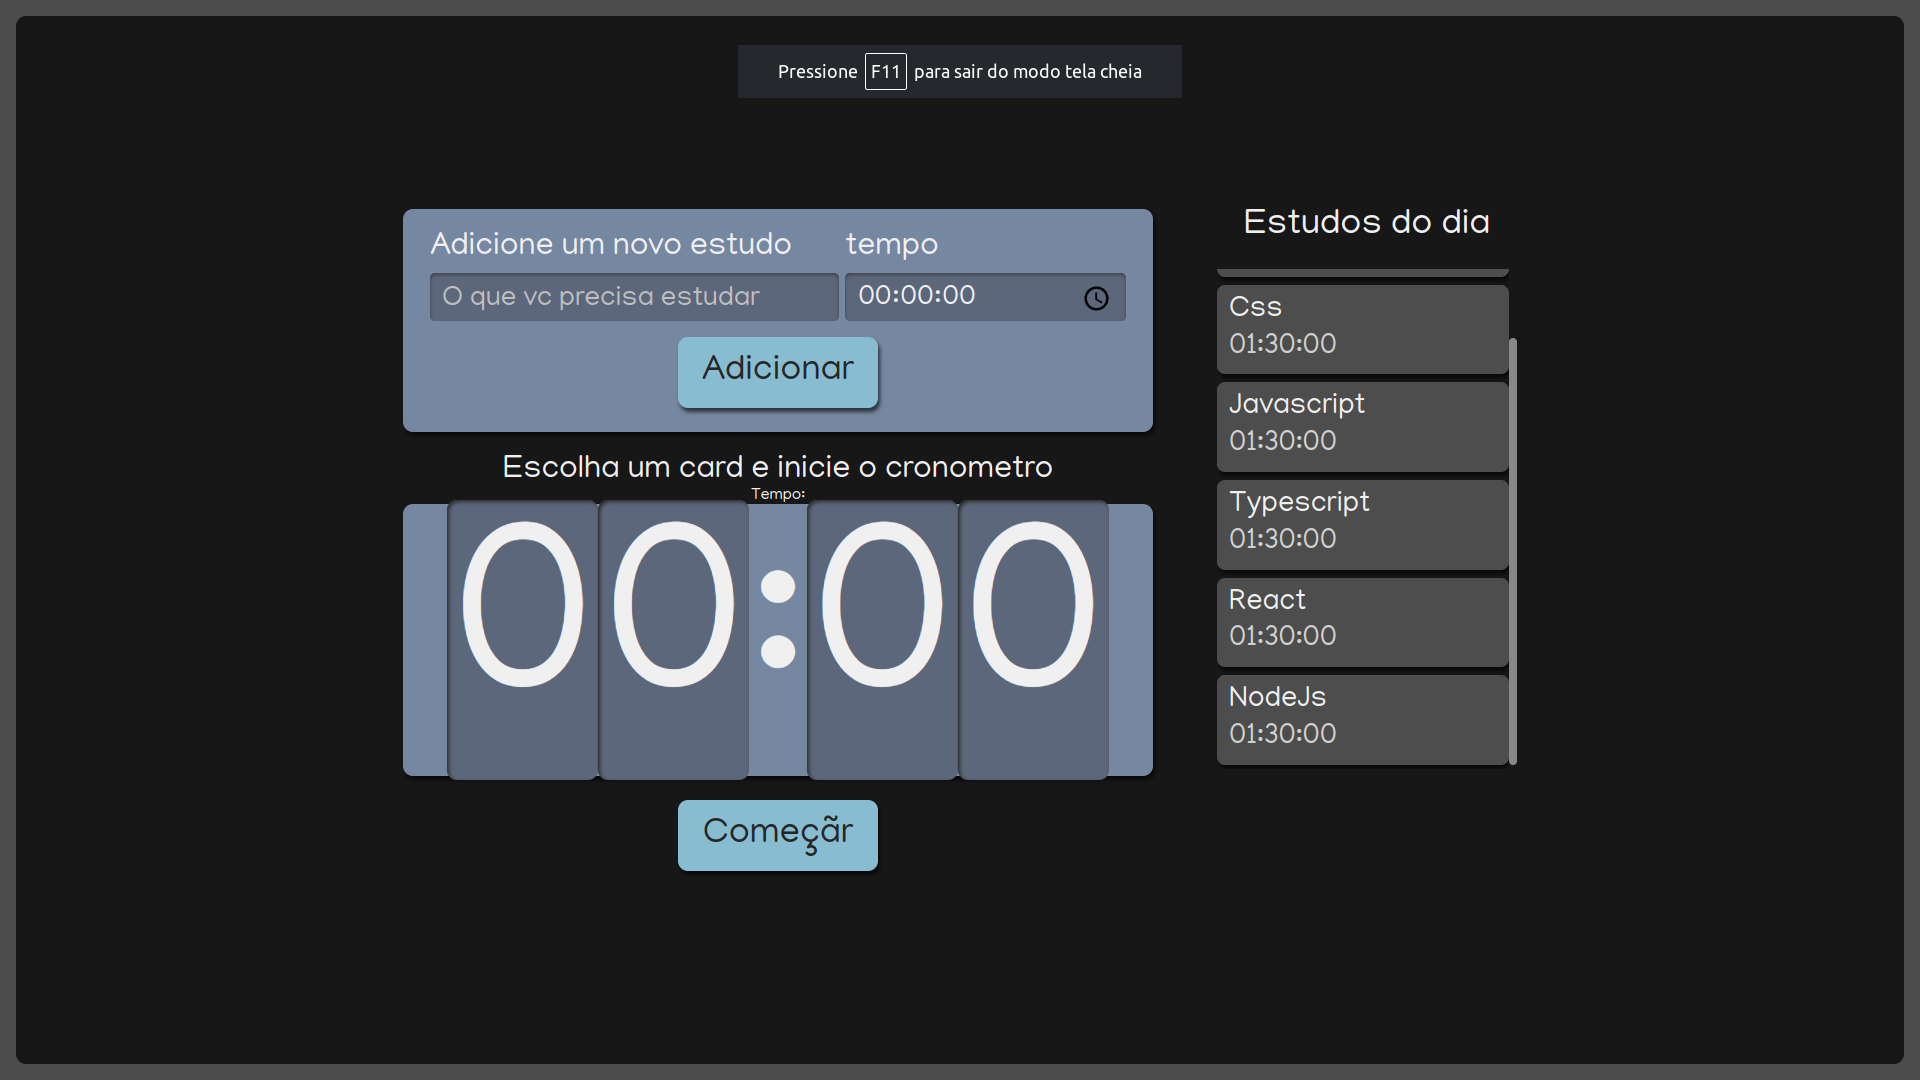 Pressione F11 para sair do modo tela cheia
Adicione um novo estudo
tempo
O que vc precisa estudar
00:00:00
Adicionar
Escolha um card e inicie o cronometro
Tempo:
00:00
Começãr
Estudos do dia
Css
01:30:00
Javascript
01:30:00
Typescript
01:30:00
React
01:30:00
NodeJs
01:30:00